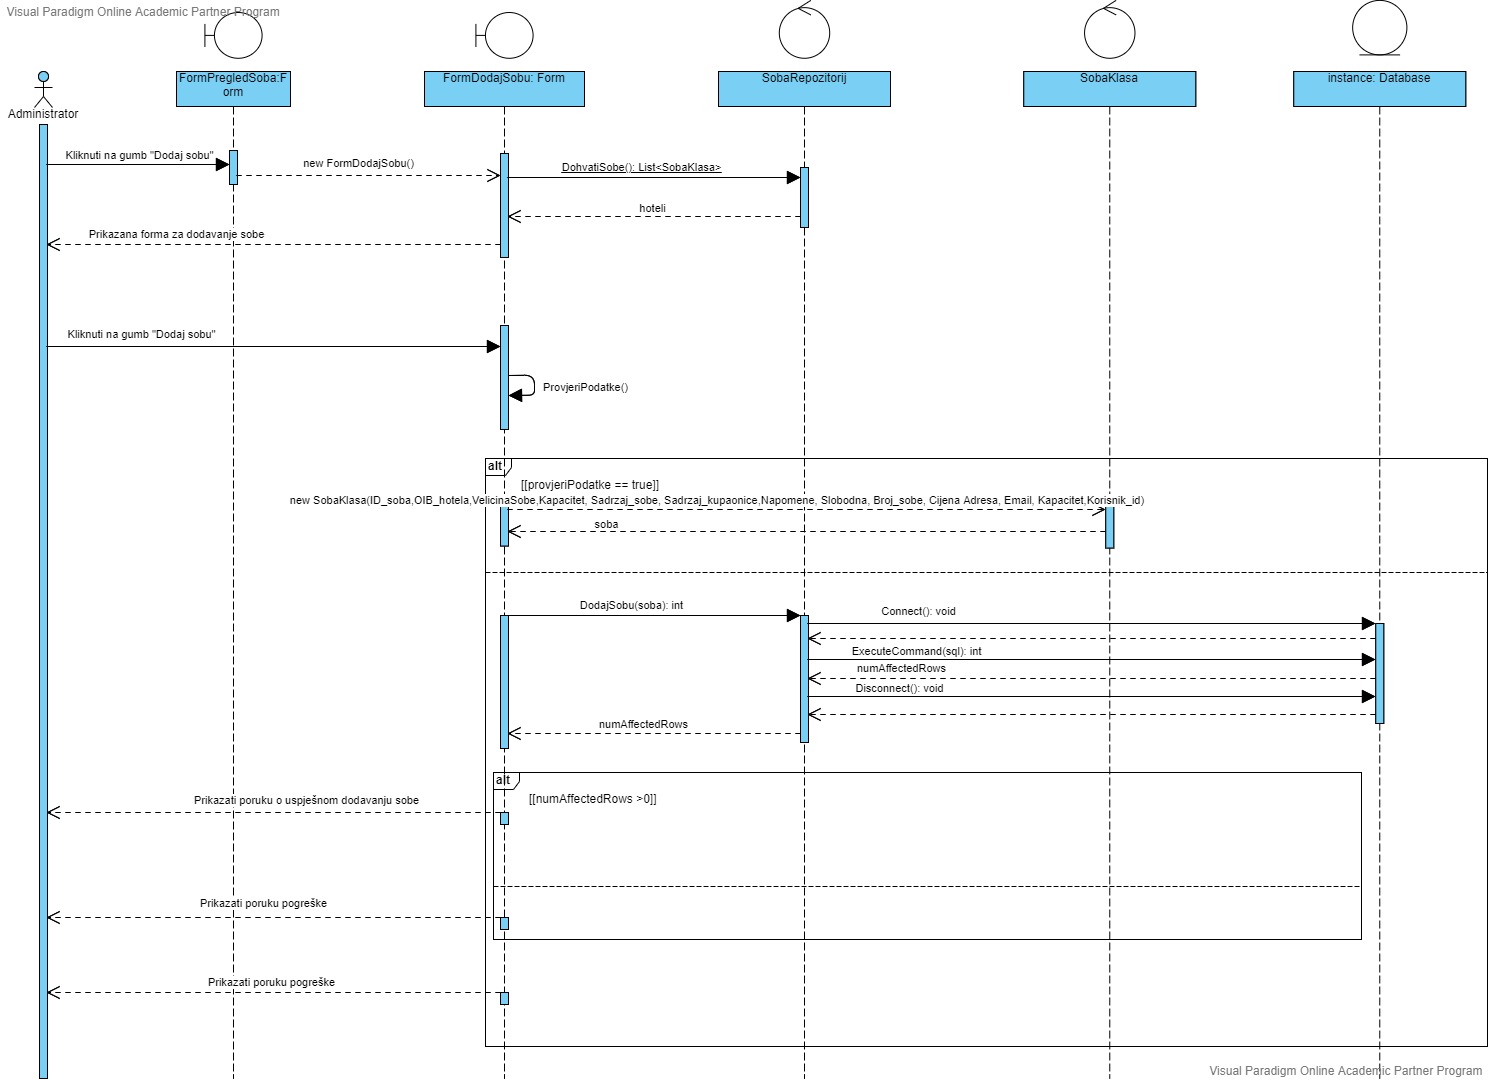 Visual Paradigm Online Academic Partner Program
Administrator
FormPregledSoba:F
orm
FormDodajSobu: Form
SobaRepozitorij
SobaKlasa
instance: Database
Kliknuti na gumb "Dodaj sobu"
new FormDodajSobu()
DohvatiSobe(): List<SobaKlasa>
hoteli
Prikazana forma za dodavanje sobe
Kliknuti na gumb "Dodaj sobu"
ProvjeriPodatke()
alt
[[provjeriPodatke == true]]
new SobaKlasa(ID_soba,OIB_hotela,VelicinaSobe,Kapacitet, Sadrzaj_sobe, Sadrzaj_kupaonice,Napomene, Slobodna, Broj_sobe, Cijena Adresa, Email, Kapacitet,Korisnik_id)
soba
DodajSobu(soba): int
Connect(): void
ExecuteCommand(sql): int
numAffectedRows
Disconnect(): void
numAffectedRows
alt
[[numAffectedRows >0]]
Prikazati poruku o uspješnom dodavanju sobe
Prikazati poruku pogreške
Prikazati poruku pogreške
Visual Paradigm Online Academic Partner Program